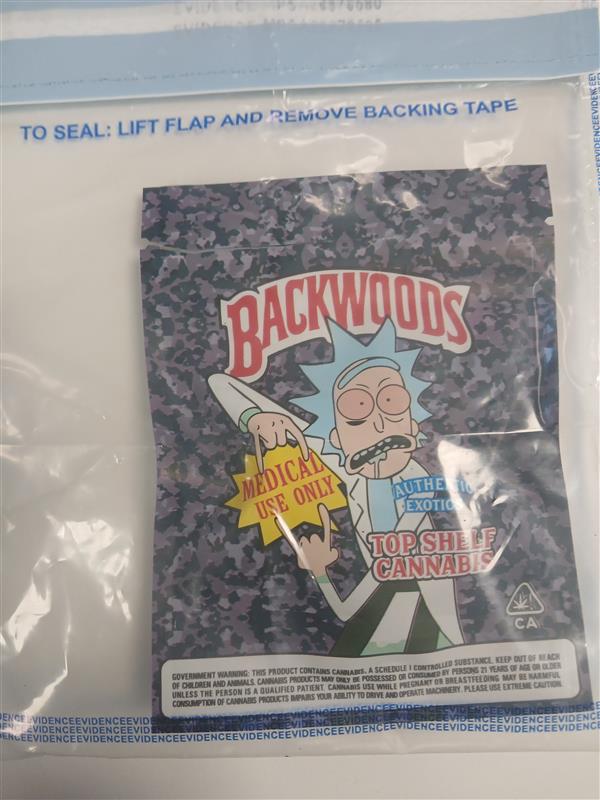 TO SEAL: LIFT FLAP AND REMOVE BACKING TAPE
BACKWOODS
MEDICAL
USE ONLY
AUTHENTIC
EXOTIC
TOP SHELF
CANNABIS
CA
GOVERNMENT WARNING: THIS PRODUCT CONTAINS CANNABIS, A SCHEDULE I CONTROLLED SUBSTANCE. KEEP OUT OF REACH
OF CHILDREN AND ANIMALS. CANNABIS PRODUCTS MAY ONLY BE POSSESSED OR CONSUMED BY PERSONS 21 YEARS OF AGE OR OLDER
UNLESS THE PERSON IS A QUALIFIED PATIENT. CANNABIS USE WHILE PREGNANT OR BREASTFEEDING MAY BE HARMFUL.
CONSUMPTION OF CANNABIS PRODUCTS IMPAIRS YOUR ABILITY TO DRIVE AND OPERATE MACHINERY. PLEASE USE EXTREME CAUTION.
EVIDENCEEVIDENCEEVIDENCEEVIDENCEEVIDENCEEVIDENCE